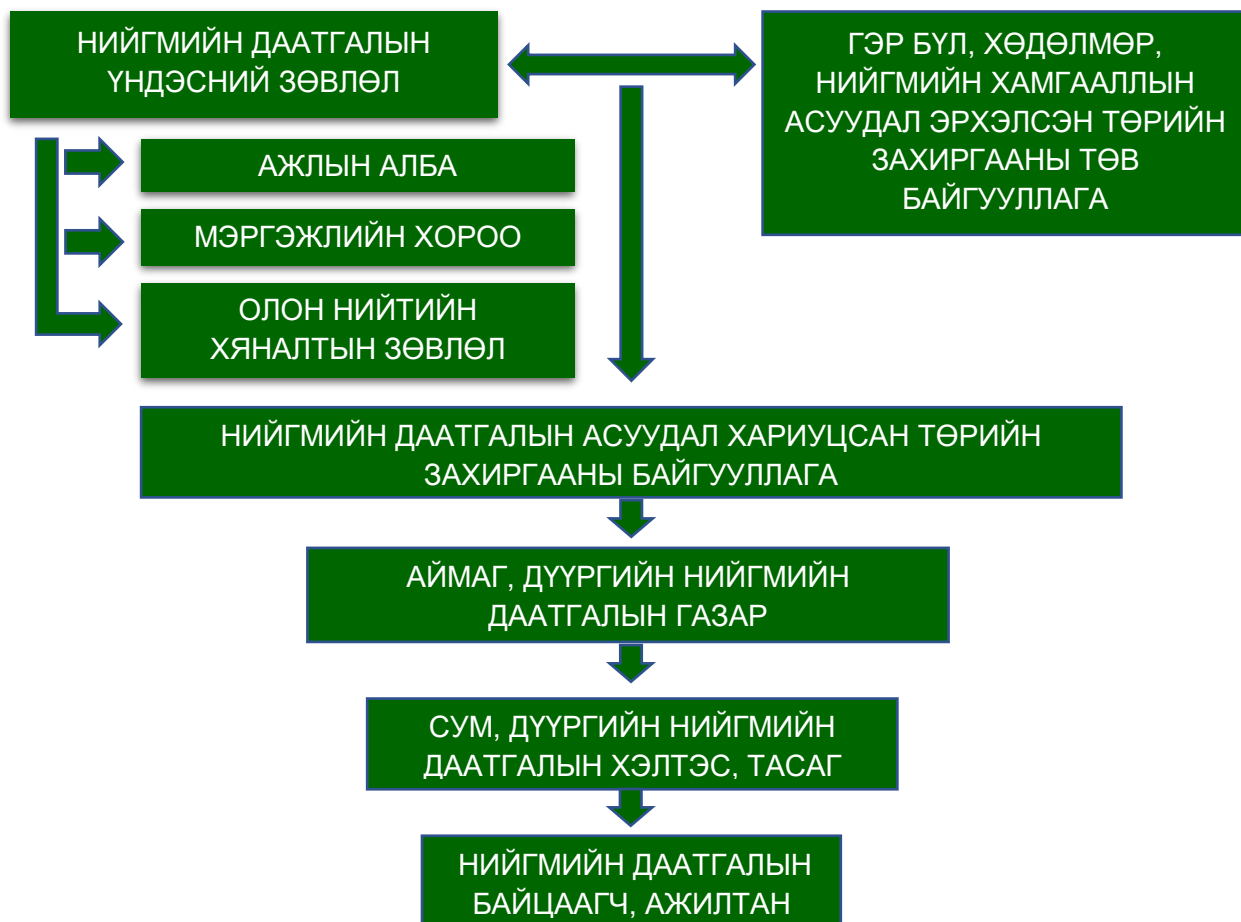 НИЙГМИЙН ДААТГАЛЫН
ҮНДЭСНИЙ ЗӨВЛӨЛ
ГЭР БҮЛ, ХӨДӨЛМӨР,
НИЙГМИЙН ХАМГААЛЛЫН
АСУУДАЛ ЭРХЭЛСЭН ТӨРИЙН
ЗАХИРГААНЫ ТӨВ
БАЙГУУЛЛАГА
АЖЛЫН АЛБА
МЭРГЭЖЛИЙН ХОРОО
ОЛОН НИЙТИЙН
ХЯНАЛТЫН ЗӨВЛӨЛ
НИЙГМИЙН ДААТГАЛЫН АСУУДАЛ ХАРИУЦСАН ТӨРИЙН
ЗАХИРГААНЫ БАЙГУУЛЛАГА
АЙМАГ, ДҮҮРГИЙН НИЙГМИЙН
ДААТГАЛЫН ГАЗАР
СУМ, ДҮҮРГИЙН НИЙГМИЙН
ДААТГАЛЫН ХЭЛТЭС, ТАСАГ
НИЙГМИЙН ДААТГАЛЫН
БАЙЦААГЧ, АЖИЛТАН